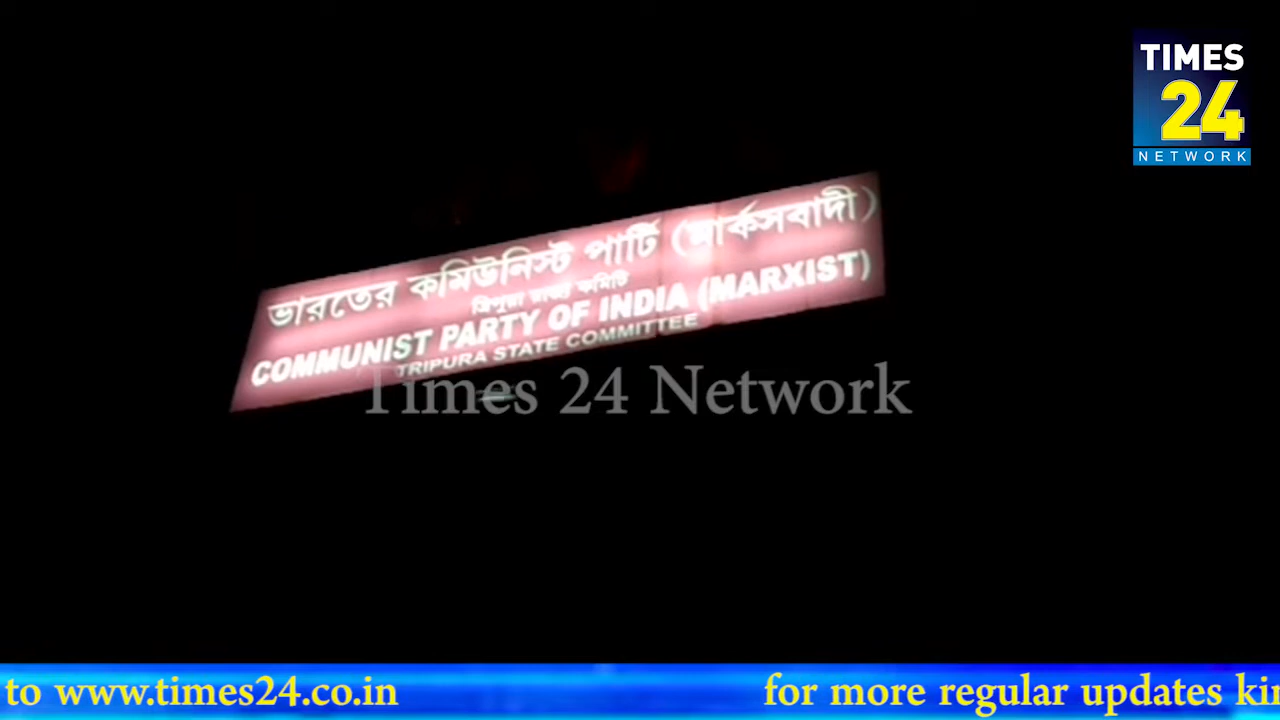 TIMES
24
NETWORK
ভারতের কমিউনিস্ট পার্টি (মার্কসবাদী)
ত্রিপুরা রাজ্য কমিটি
COMMUNIST PARTY OF INDIA (MARXIST)
TRIPURA STATE COMMITTEE
Times 24 Network
to www.times24.co.in for more regular updates